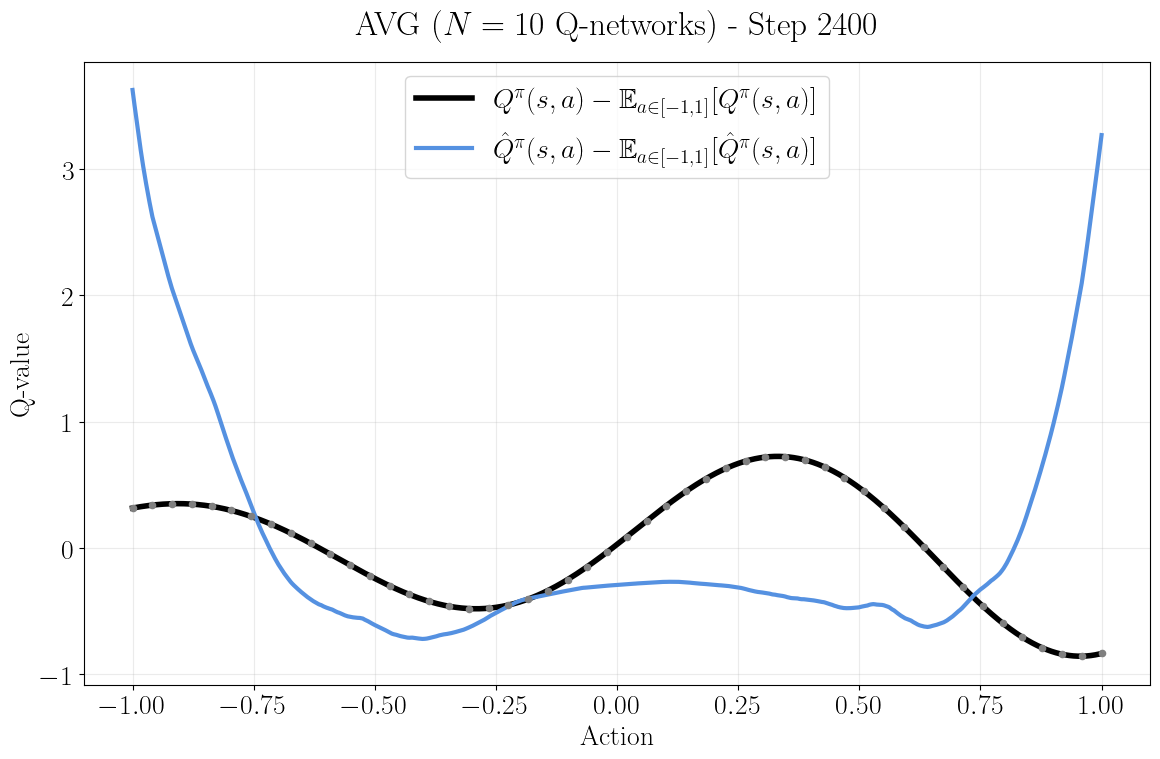 AVG (N = 10 Q-networks) - Step 2400
Q^π(s, a) − 𝔼_{a∈[−1,1]}[Q^π(s, a)]
Q̂^π(s, a) − 𝔼_{a∈[−1,1]}[Q̂^π(s, a)]
3
2
1
0
−1
Q-value
−1.00 −0.75 −0.50 −0.25 0.00 0.25 0.50 0.75 1.00
Action